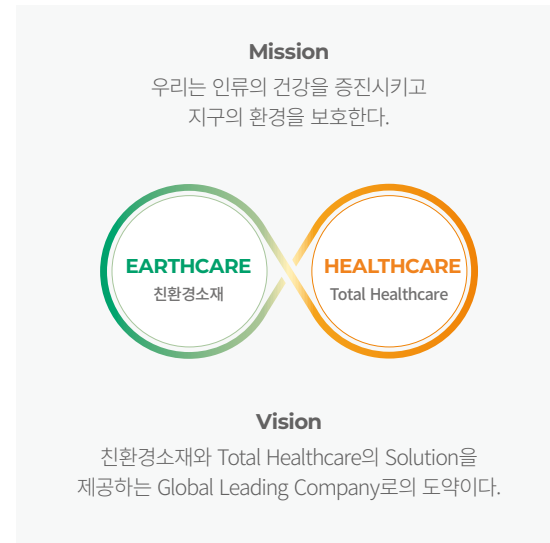 Mission
우리는 인류의 건강을 증진시키고
지구의 환경을 보호한다.
EARTHCARE
친환경소재
HEALTHCARE
Total Healthcare
Vision
친환경소재와 Total Healthcare의 Solution을
제공하는 Global Leading Company로의 도약이다.